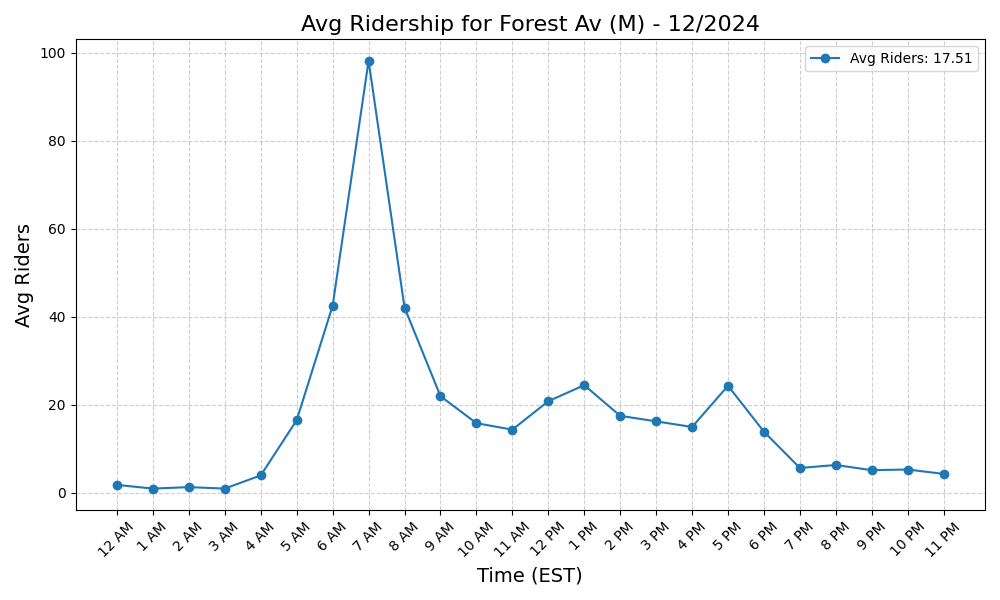 Avg Ridership for Forest Av (M) - 12/2024
Avg Riders: 17.51
Avg Riders
100
80
60
40
20
0
12 AM
1 AM
2 AM
3 AM
4 AM
5 AM
6 AM
7 AM
8 AM
9 AM
10 AM
11 AM
12 PM
1 PM
2 PM
3 PM
4 PM
5 PM
6 PM
7 PM
8 PM
9 PM
10 PM
11 PM
Time (EST)